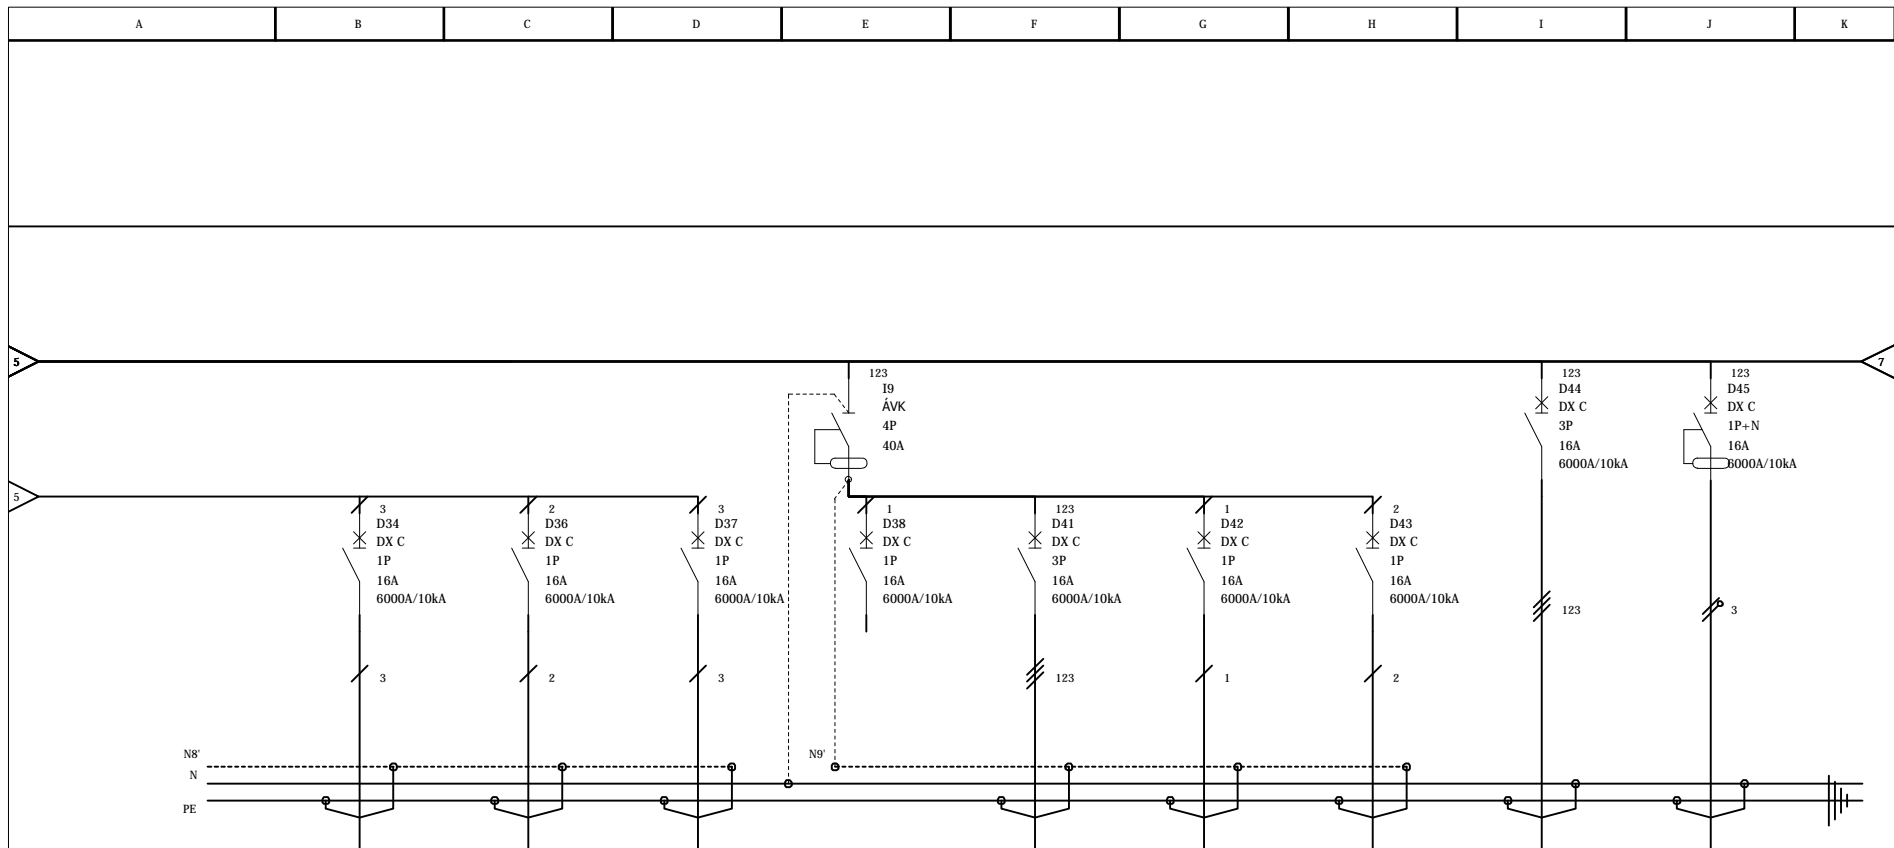 A B C D E F G H I J K
5 7
123 123 123
I9 D44 D45
ÁVK DX C DX C
4P 3P 1P+N
40A 16A 16A
6000A/10kA 6000A/10kA
5
3 2 3 1 123 1 2
D34 D36 D37 D38 D41 D42 D43
DX C DX C DX C DX C DX C DX C DX C
1P 1P 1P 1P 3P 1P 1P
16A 16A 16A 16A 16A 16A 16A
6000A/10kA 6000A/10kA 6000A/10kA 6000A/10kA 6000A/10kA 6000A/10kA 6000A/10kA
123 3
3 2 3 123 1 2
N8' N9'
N
PE